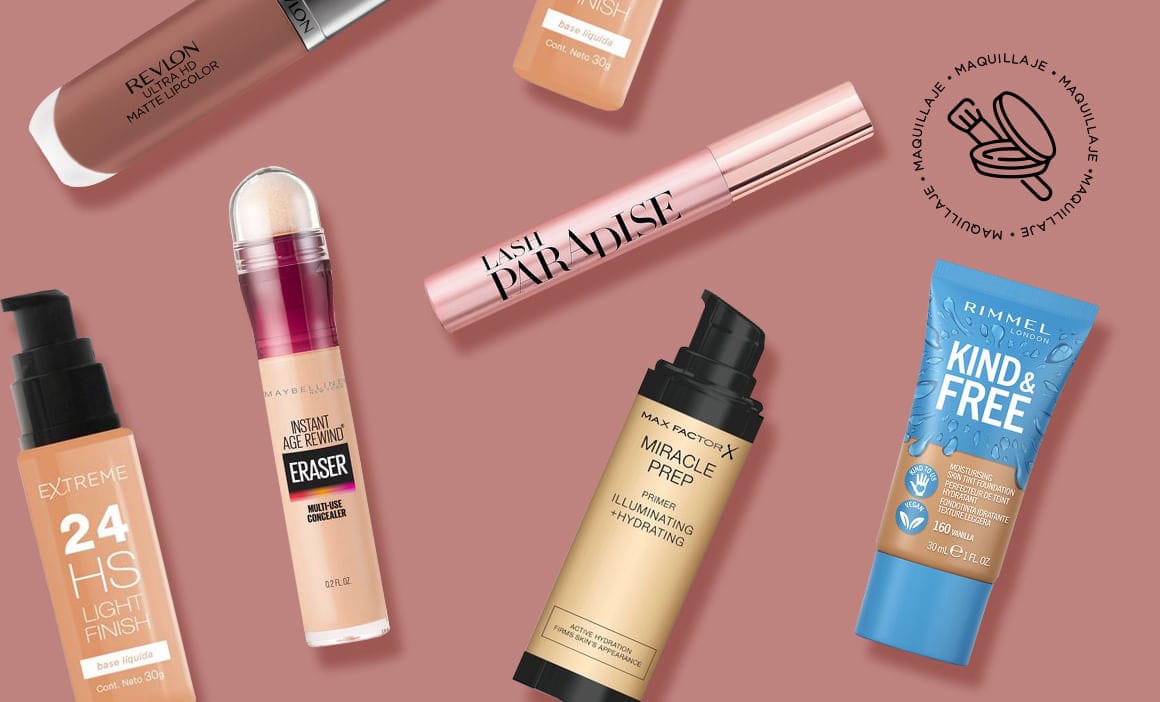 REVLON
ULTRA HD
MATTE LIPCOLOR
REVLON
FINISH
base líquida
Cont. Neto 30g
LASH
PARADISE
MAQUILLAJE • MAQUILLAJE • MAQUILLAJE • MAQUILLAJE • MAQUILLAJE •
EXTREME
24
HS
LIGHT
FINISH
base líquida
Cont. Neto 30g
MAYBELLINE
NEW YORK
INSTANT
AGE REWIND®
ERASER
MULTI-USE
CONCEALER
0.2 FL.OZ.
MAX FACTOR X
MIRACLE
PREP
PRIMER
ILLUMINATING
+HYDRATING
ACTIVE HYDRATION
FIRMS SKIN'S APPEARANCE
RIMMEL
LONDON
KIND &
FREE
KIND TO US
VEGAN
MOISTURISING
SKIN TINT FOUNDATION
PERFECTEUR DE TEINT
HYDRATANT
FONDOTINTA IDRATANTE
TEXTURE LEGGERA
160 VANILLA
30 mL ℮ 1 FL. OZ.